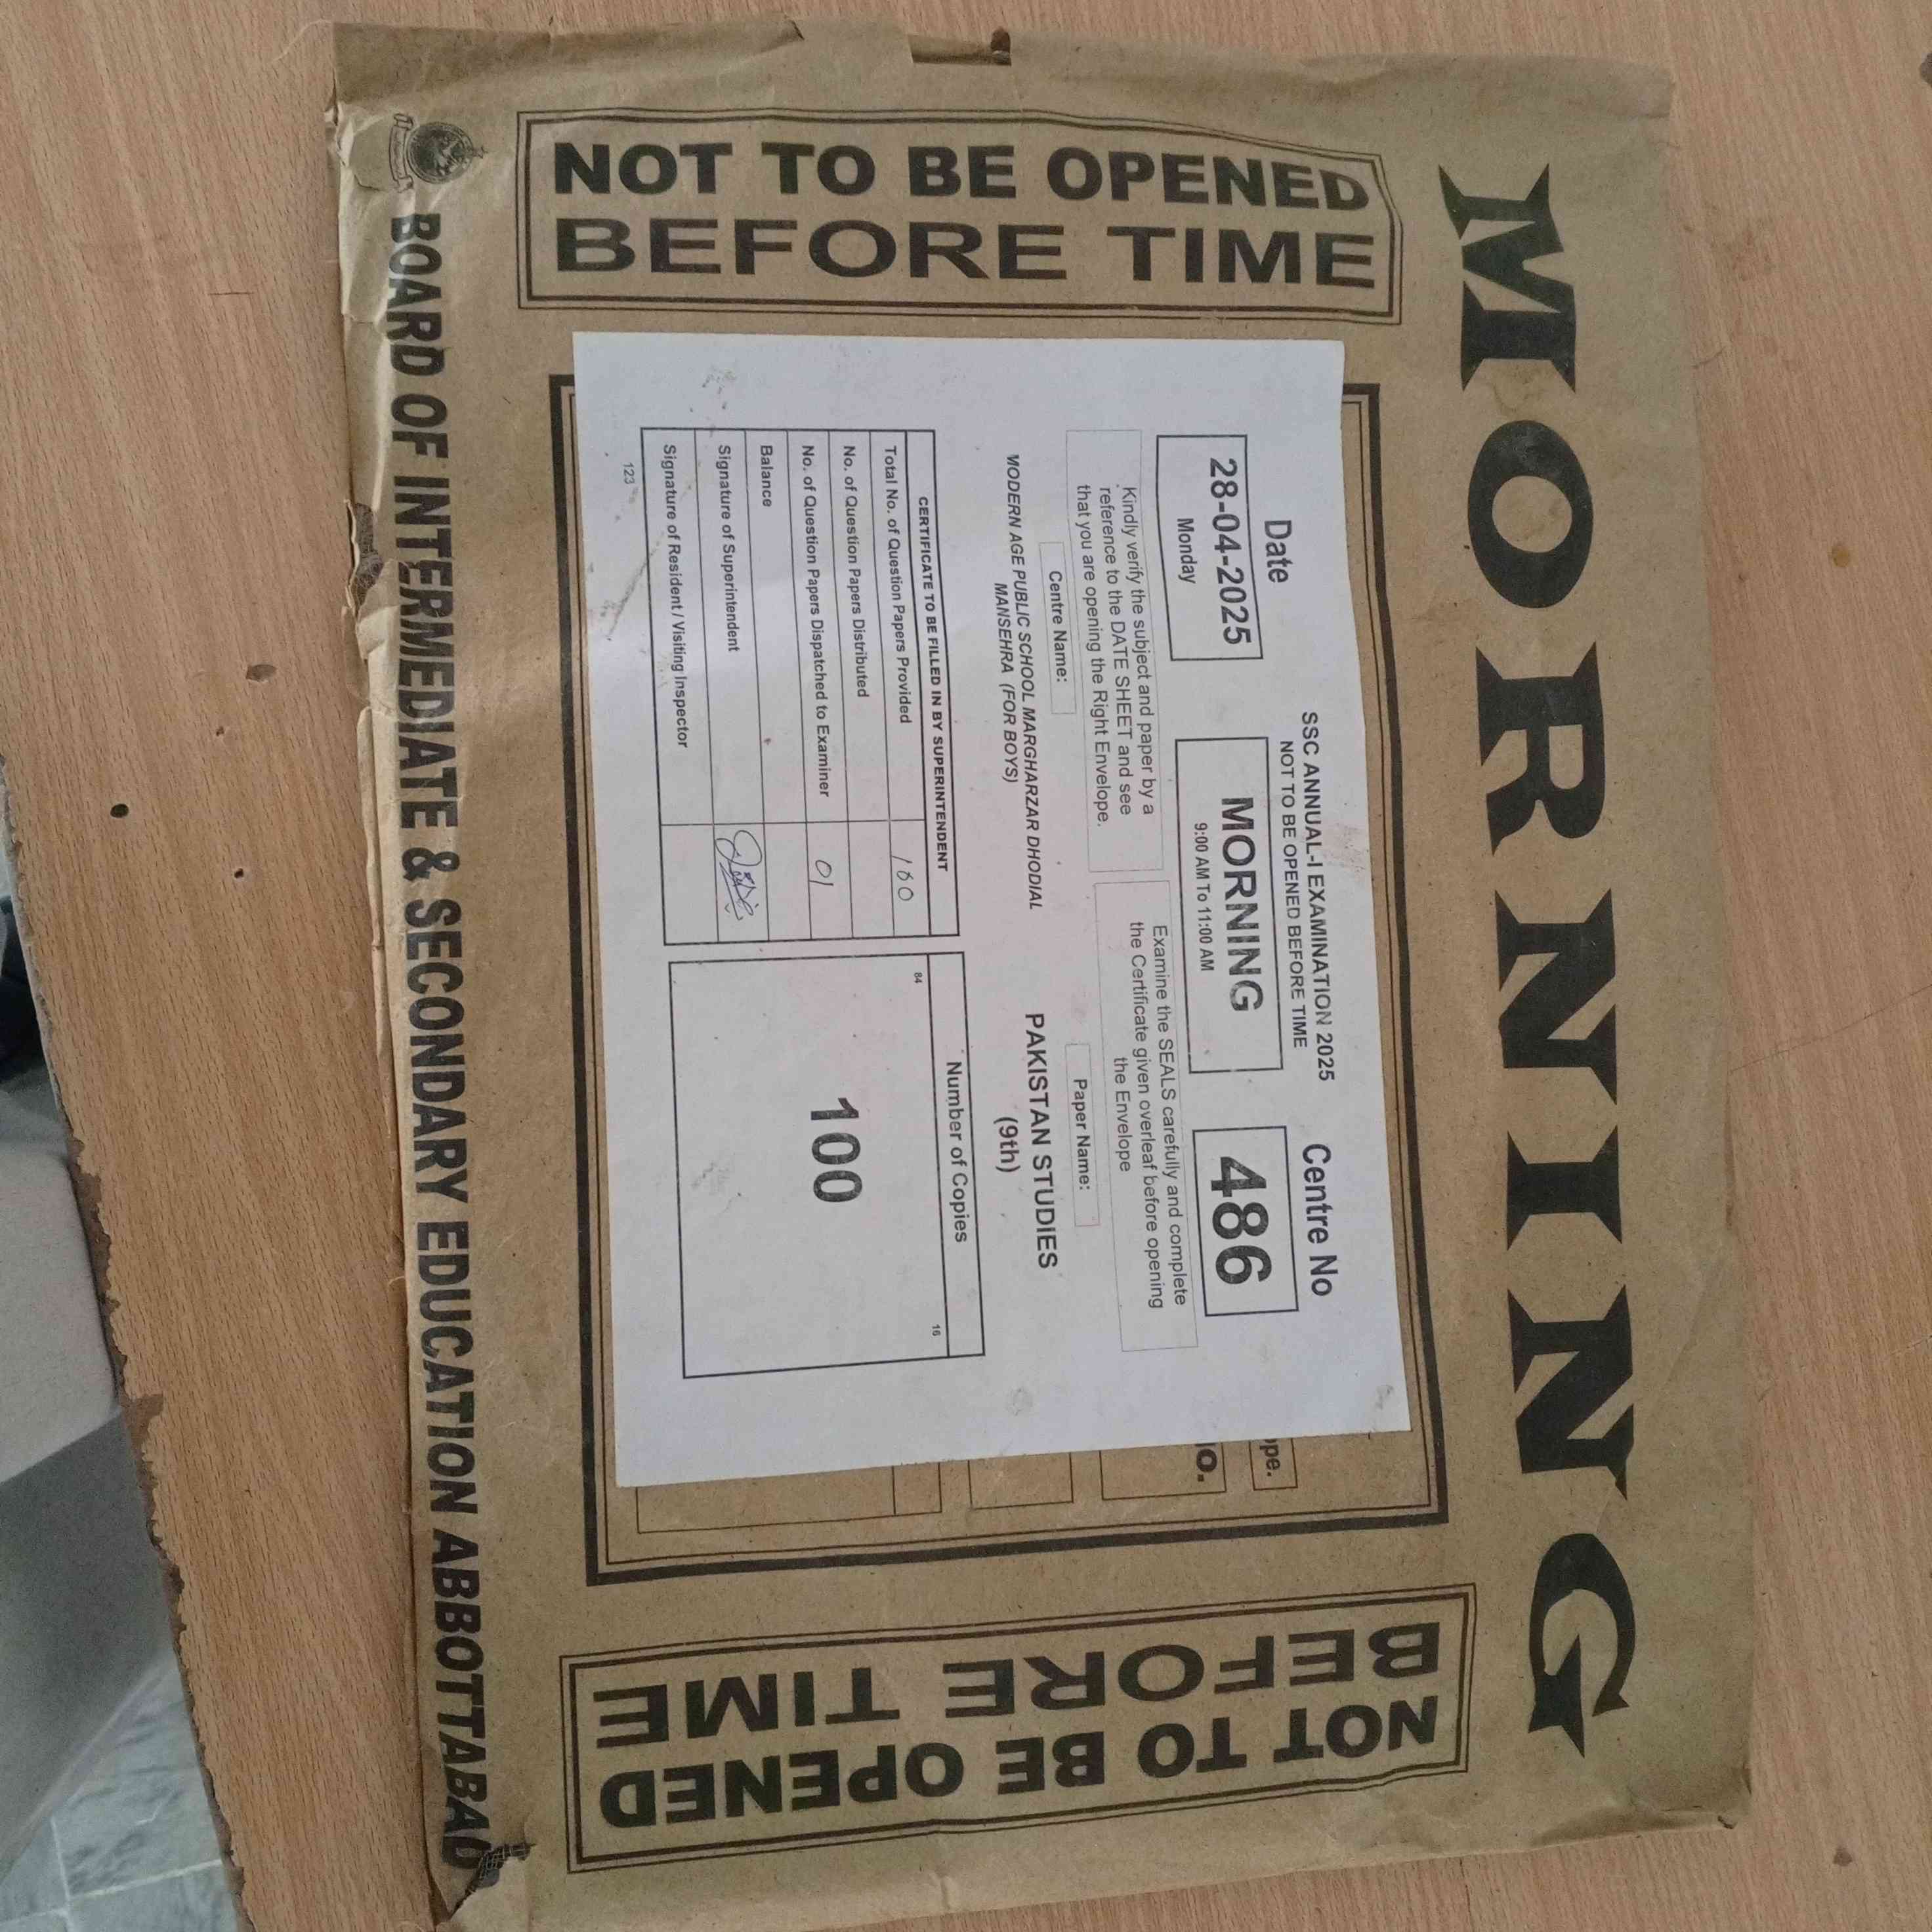 MORNING
NOT TO BE OPENED
BEFORE TIME
SSC ANNUAL-I EXAMINATION 2025
NOT TO BE OPENED BEFORE TIME
Date
28-04-2025
Monday
MORNING
9:00 AM To 11:00 AM
Centre No
486
Kindly verify the subject and paper by a
reference to the DATE SHEET and see
that you are opening the Right Envelope.
Examine the SEALS carefully and complete
the Certificate given overleaf before opening
the Envelope
Centre Name:
MODERN AGE PUBLIC SCHOOL MARGHARZAR DHODIAL
MANSEHRA (FOR BOYS)
Paper Name:
PAKISTAN STUDIES
(9th)
CERTIFICATE TO BE FILLED IN BY SUPERINTENDENT
Total No. of Question Papers Provided 100
No. of Question Papers Distributed
No. of Question Papers Dispatched to Examiner 01
Balance
Signature of Superintendent
Signature of Resident / Visiting Inspector
123
Number of Copies
84
16
100
ope.
o.
NOT TO BE OPENED
BEFORE TIME
BOARD OF INTERMEDIATE & SECONDARY EDUCATION ABBOTTABAD